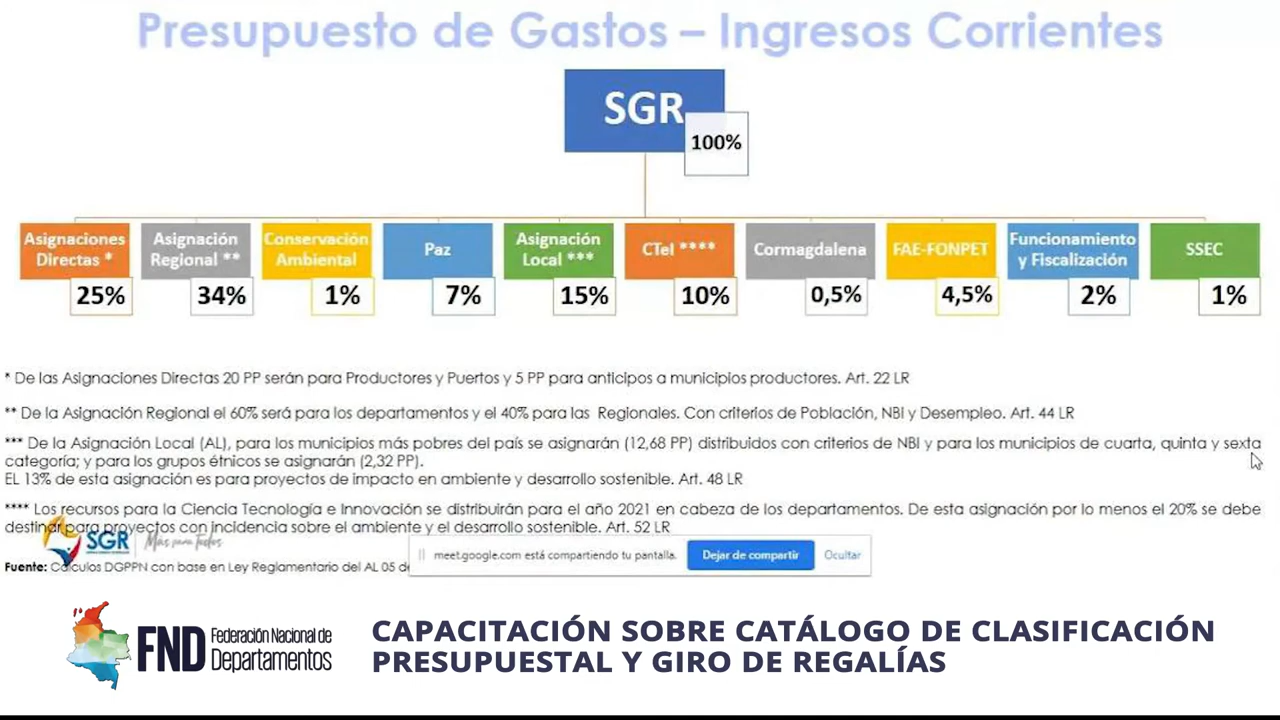 Presupuesto de Gastos – Ingresos Corrientes
SGR
100%
Asignaciones
Directas *
25%
Asignación
Regional **
34%
Conservación
Ambiental
1%
Paz
7%
Asignación
Local ***
15%
CTeI ****
10%
Cormagdalena
0,5%
FAE-FONPET
4,5%
Funcionamiento
y Fiscalización
2%
SSEC
1%
* De las Asignaciones Directas 20 PP serán para Productores y Puertos y 5 PP para anticipos a municipios productores. Art. 22 LR
** De la Asignación Regional el 60% será para los departamentos y el 40% para las Regionales. Con criterios de Población, NBI y Desempleo. Art. 44 LR
*** De la Asignación Local (AL), para los municipios más pobres del país se asignarán (12,68 PP) distribuidos con criterios de NBI y para los municipios de cuarta, quinta y sexta
categoría; y para los grupos étnicos se asignarán (2,32 PP).
EL 13% de esta asignación es para proyectos de impacto en ambiente y desarrollo sostenible. Art. 48 LR
**** Los recursos para la Ciencia Tecnología e Innovación se distribuirán para el año 2021 en cabeza de los departamentos. De esta asignación por lo menos el 20% se debe
destinar para proyectos con incidencia sobre el ambiente y el desarrollo sostenible. Art. 52 LR
SGR
Más para todos
meet.google.com está compartiendo tu pantalla.
Dejar de compartir
Ocultar
Fuente: Cálculos DGPPN con base en Ley Reglamentario del AL 05 de
FND
Federación Nacional de
Departamentos
CAPACITACIÓN SOBRE CATÁLOGO DE CLASIFICACIÓN
PRESUPUESTAL Y GIRO DE REGALÍAS